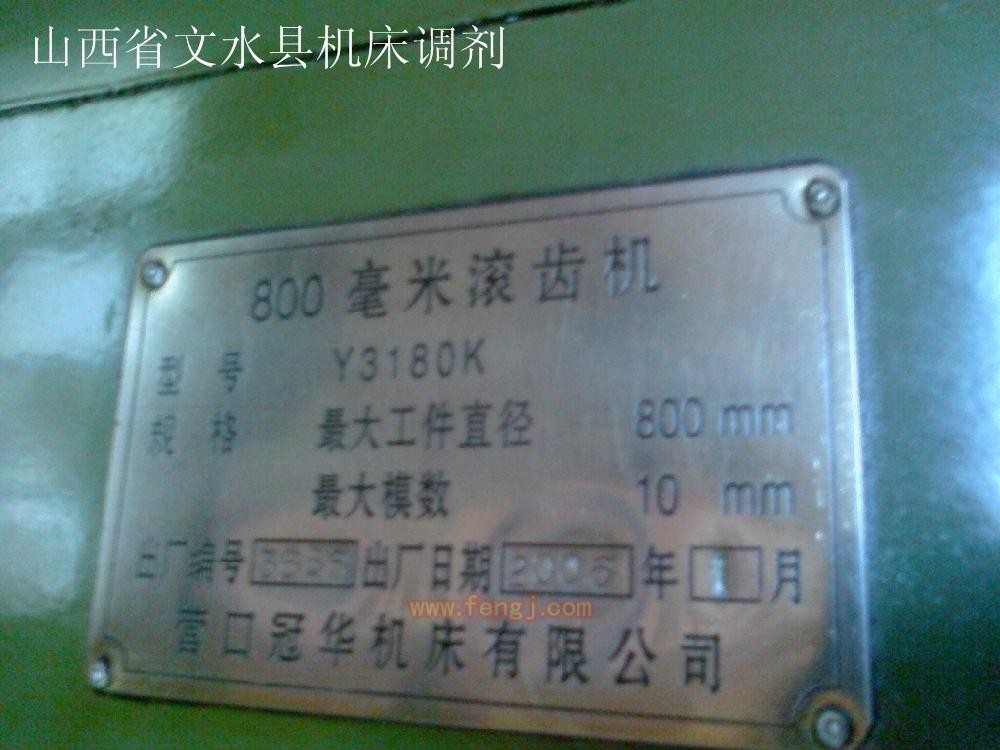 山西省文水县机床调剂
800 毫米滚齿机
型号 Y3180K
规格 最大工件直径 800 mm
最大模数 10 mm
出厂编号 出厂日期 2006 年 1 月
www.fengj.com
营口冠华机床有限公司